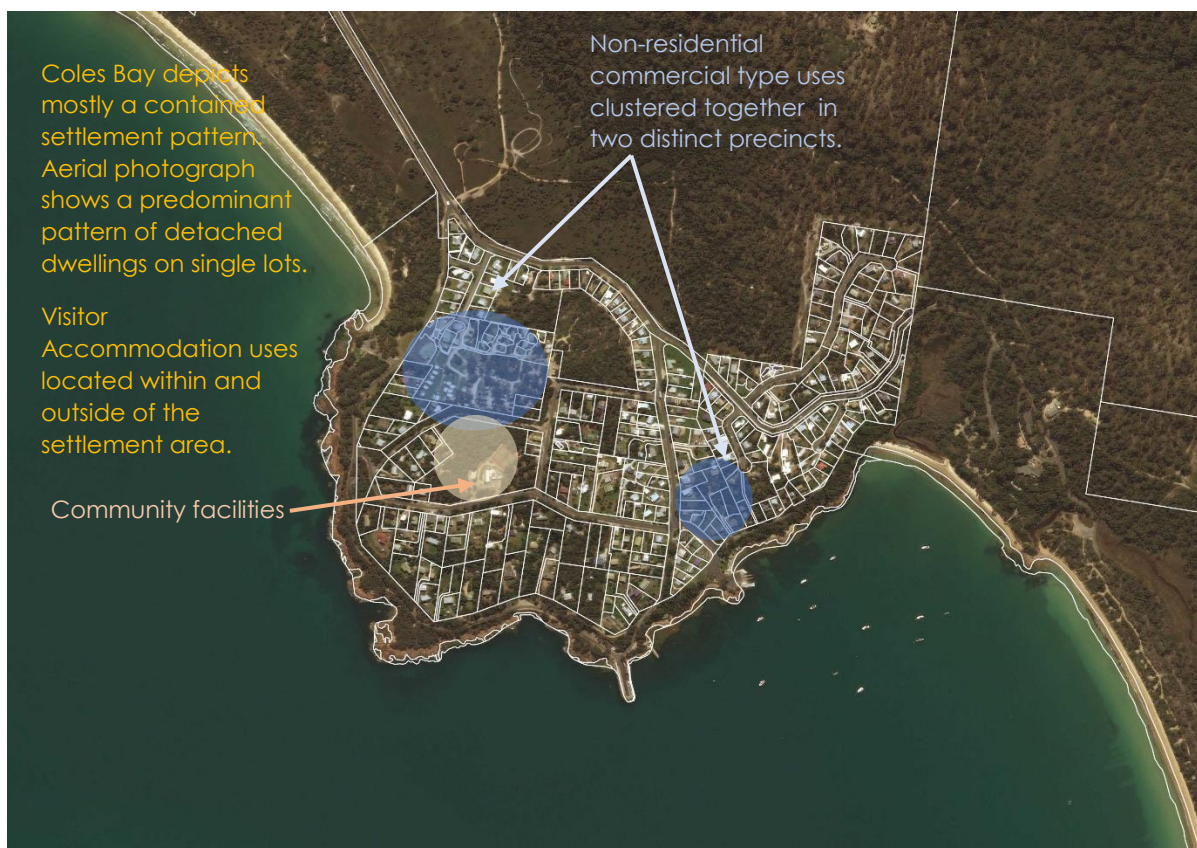 Coles Bay depicts
mostly a contained
settlement pattern.
Aerial photograph
shows a predominant
pattern of detached
dwellings on single lots.
Visitor
Accommodation uses
located within and
outside of the
settlement area.
Community facilities
Non-residential
commercial type uses
clustered together in
two distinct precincts.